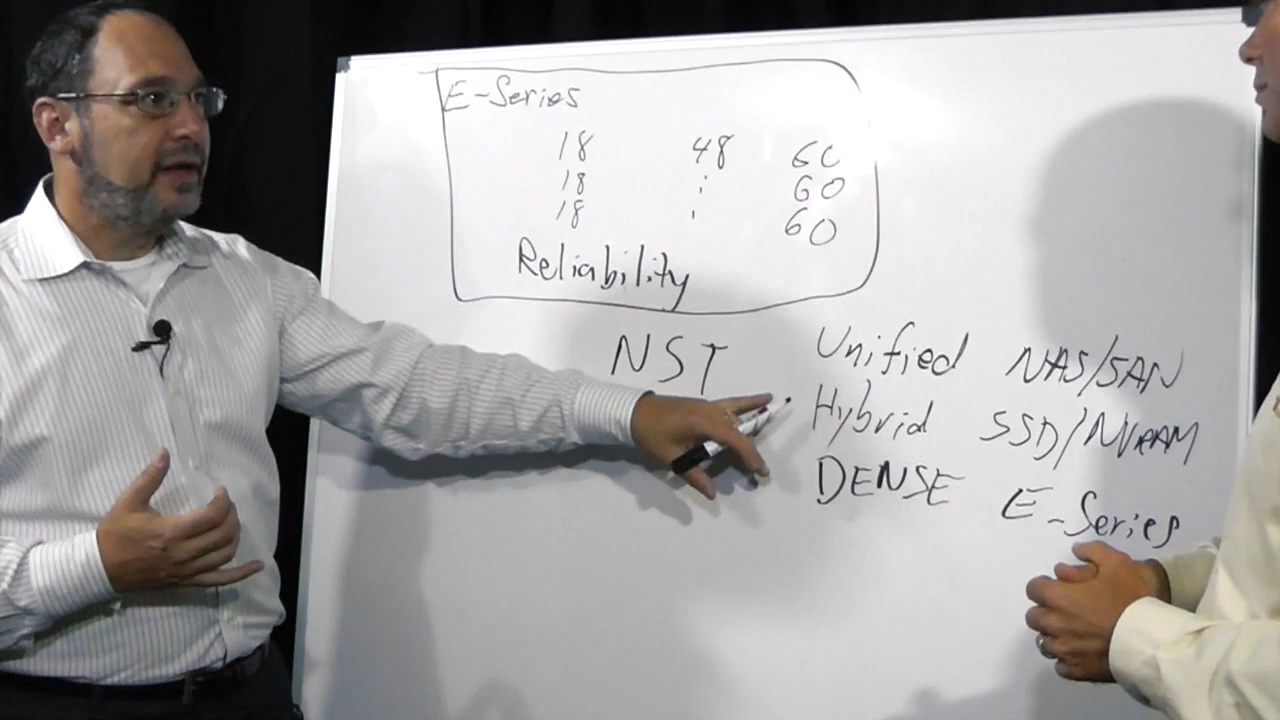 E-Series
18 48 60
18 : 60
18 . 60
Reliability
NST
Unified NAS/SAN
Hybrid SSD/NVRAM
DENSE E-Series